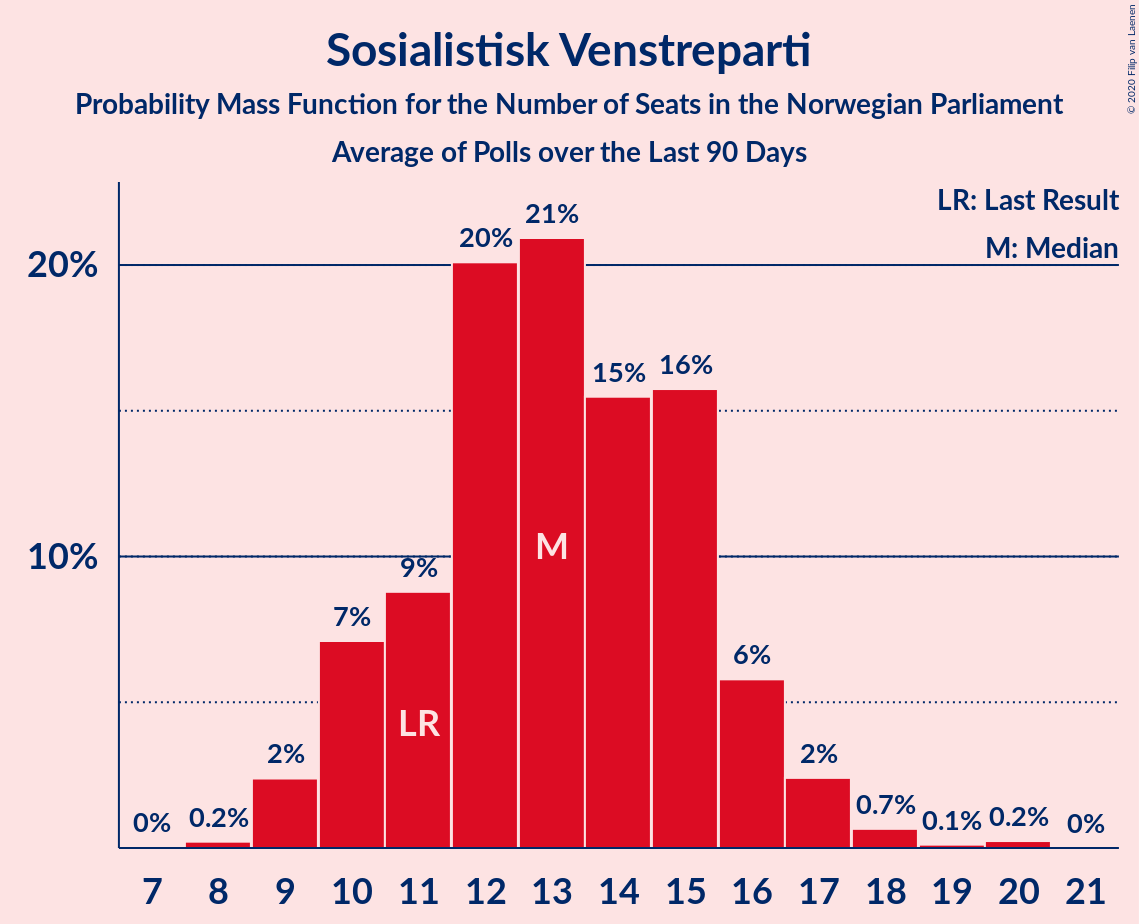 © 2020 Filip van Laenen
Sosialistisk Venstreparti
Probability Mass Function for the Number of Seats in the Norwegian Parliament
Average of Polls over the Last 90 Days
LR: Last Result
M: Median
20%
10%
0% 0.2% 2% 7% 9% 20% 21% 15% 16% 6% 2% 0.7% 0.1% 0.2% 0%
LR M
7 8 9 10 11 12 13 14 15 16 17 18 19 20 21